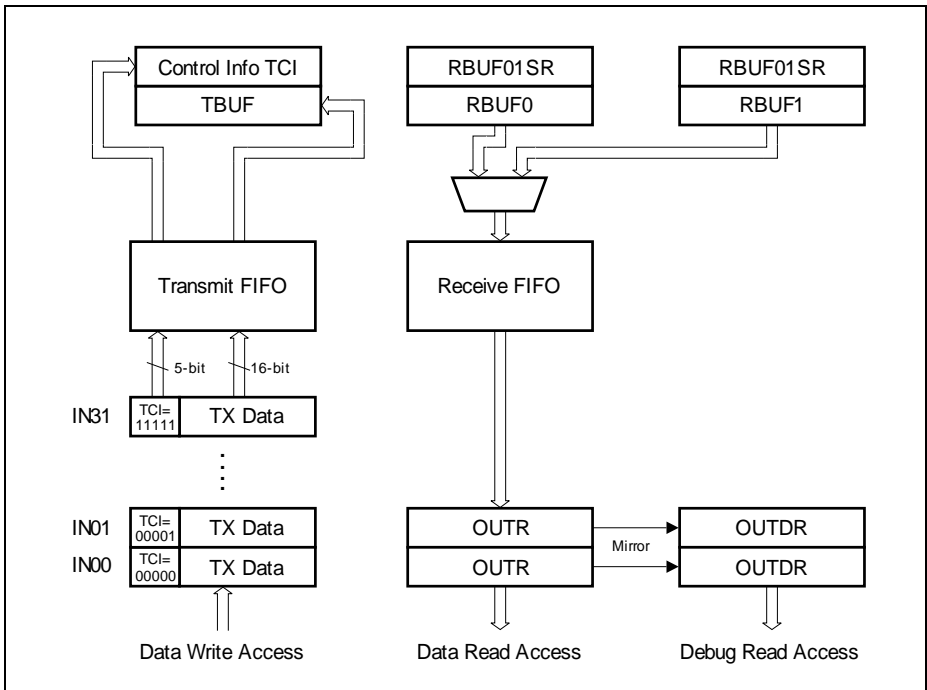 Control Info TCI
TBUF
RBUF01SR
RBUF0
RBUF01SR
RBUF1
Transmit FIFO
Receive FIFO
5-bit
16-bit
IN31
TCI=
11111
TX Data
IN01
TCI=
00001
TX Data
IN00
TCI=
00000
TX Data
OUTR
OUTR
Mirror
OUTDR
OUTDR
Data Write Access
Data Read Access
Debug Read Access